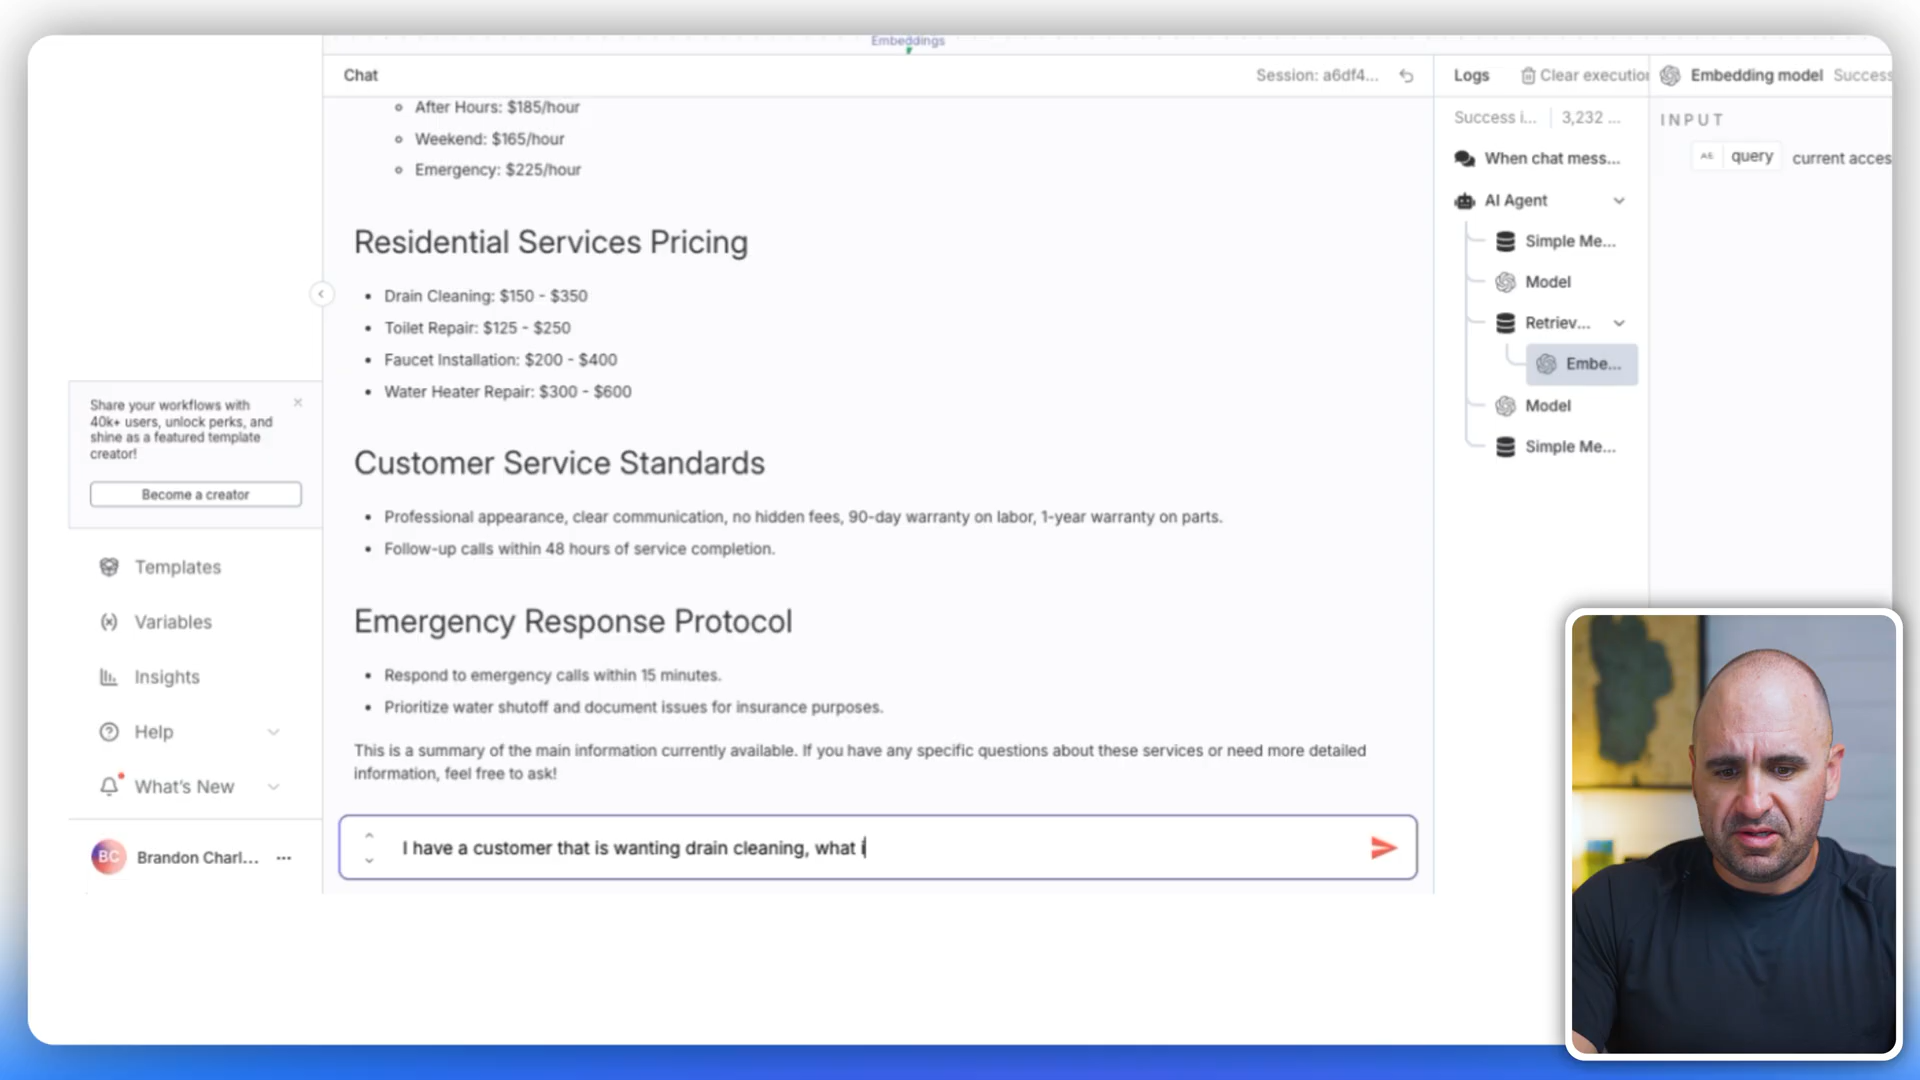 Embeddings
Chat
Session: a6df4...
Logs
Clear execution
Embedding model
Success
After Hours: $185/hour
Weekend: $165/hour
Emergency: $225/hour
Residential Services Pricing
Drain Cleaning: $150 - $350
Toilet Repair: $125 - $250
Faucet Installation: $200 - $400
Water Heater Repair: $300 - $600
Customer Service Standards
Professional appearance, clear communication, no hidden fees, 90-day warranty on labor, 1-year warranty on parts.
Follow-up calls within 48 hours of service completion.
Emergency Response Protocol
Respond to emergency calls within 15 minutes.
Prioritize water shutoff and document issues for insurance purposes.
This is a summary of the main information currently available. If you have any specific questions about these services or need more detailed
information, feel free to ask!
I have a customer that is wanting drain cleaning, what i
Share your workflows with
40k+ users, unlock perks, and
shine as a featured template
creator!
Become a creator
Templates
Variables
Insights
Help
What's New
BC
Brandon Charl...
Success i...
3,232 ...
When chat mess...
AI Agent
Simple Me...
Model
Retriev...
Embe...
Model
Simple Me...
INPUT
query
current acces